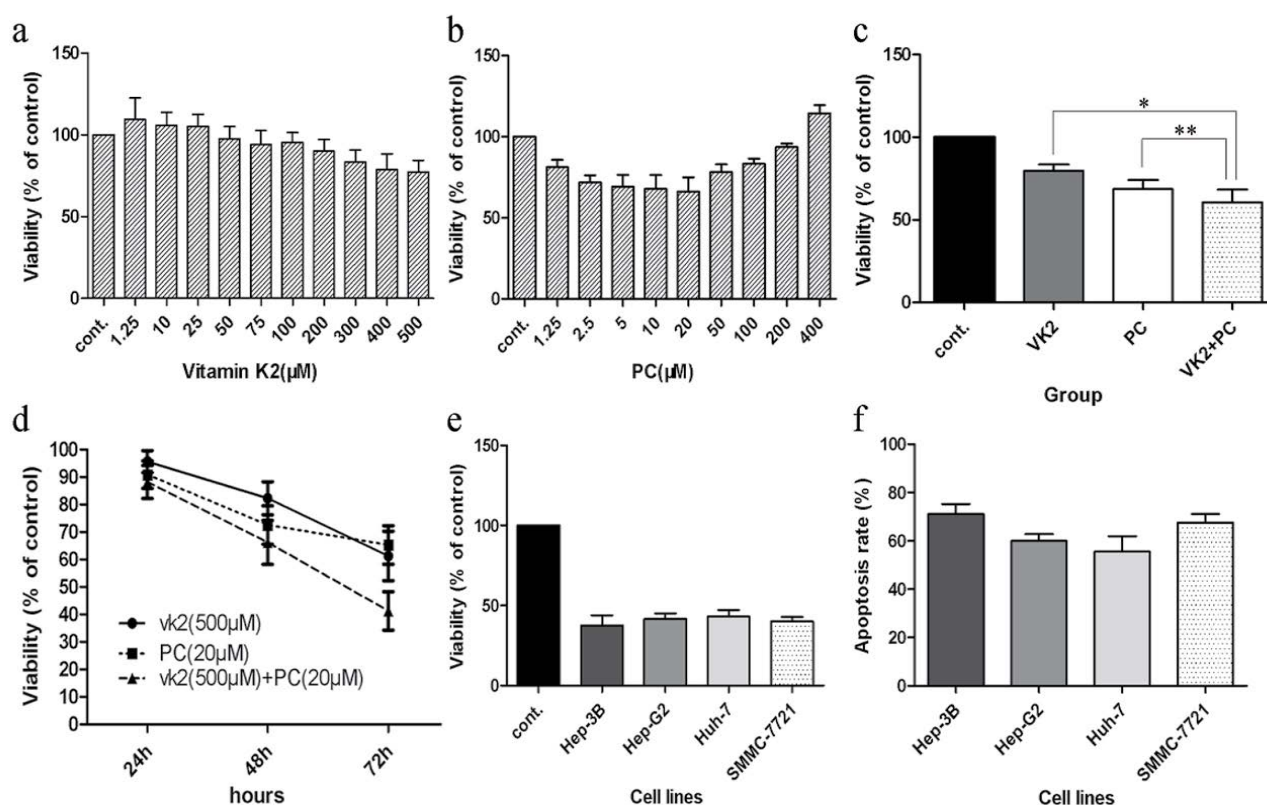 a
Viability (% of control)
150
100
50
0
cont.
1.25
10
25
50
75
100
200
300
400
500
Vitamin K2(µM)
b
Viability (% of control)
150
100
50
0
cont.
1.25
2.5
5
10
20
50
100
200
400
PC(µM)
c
Viability (% of control)
150
100
50
0
*
**
cont.
VK2
PC
VK2+PC
Group
d
Viability (% of control)
100
90
80
70
60
50
40
30
20
10
0
vk2(500µM)
PC(20µM)
vk2(500µM)+PC(20µM)
24h
48h
72h
hours
e
Viability (% of control)
150
100
50
0
cont.
Hep-3B
Hep-G2
Huh-7
SMMC-7721
Cell lines
f
Apoptosis rate (%)
100
80
60
40
20
0
Hep-3B
Hep-G2
Huh-7
SMMC-7721
Cell lines